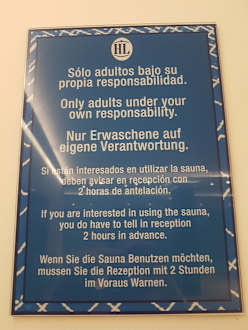 HL
Sólo adultos bajo su
propia responsabilidad.
Only adults under your
own responsability.
Nur Erwaschene auf
eigene Verantwortung.
Si están interesados en utilizar la sauna,
deben avisar en recepción con
2 horas de antelación.
If you are interested in using the sauna,
you do have to tell in reception
2 hours in advance.
Wenn Sie die Sauna Benutzen möchten,
mussen Sie die Rezeption mit 2 Stunden
im Voraus Warnen.